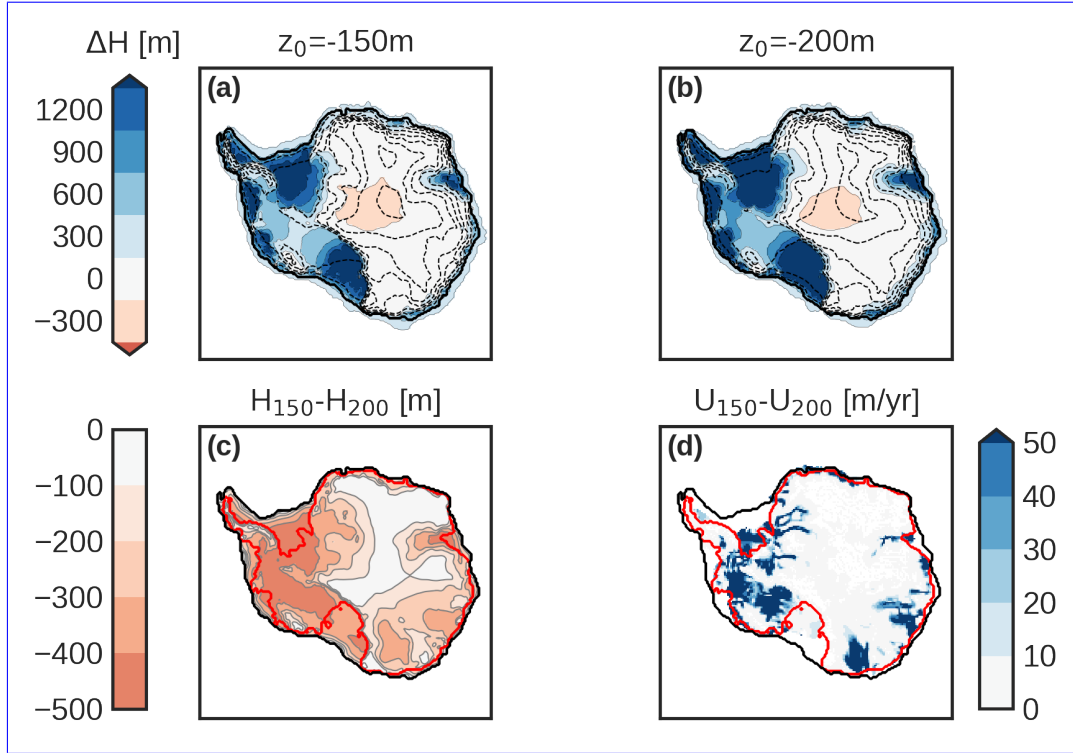 ΔH [m]
z₀=-150m
z₀=-200m
(a)
(b)
1200
900
600
300
0
−300
H₁₅₀-H₂₀₀ [m]
U₁₅₀-U₂₀₀ [m/yr]
(c)
(d)
0
−100
−200
−300
−400
−500
50
40
30
20
10
0